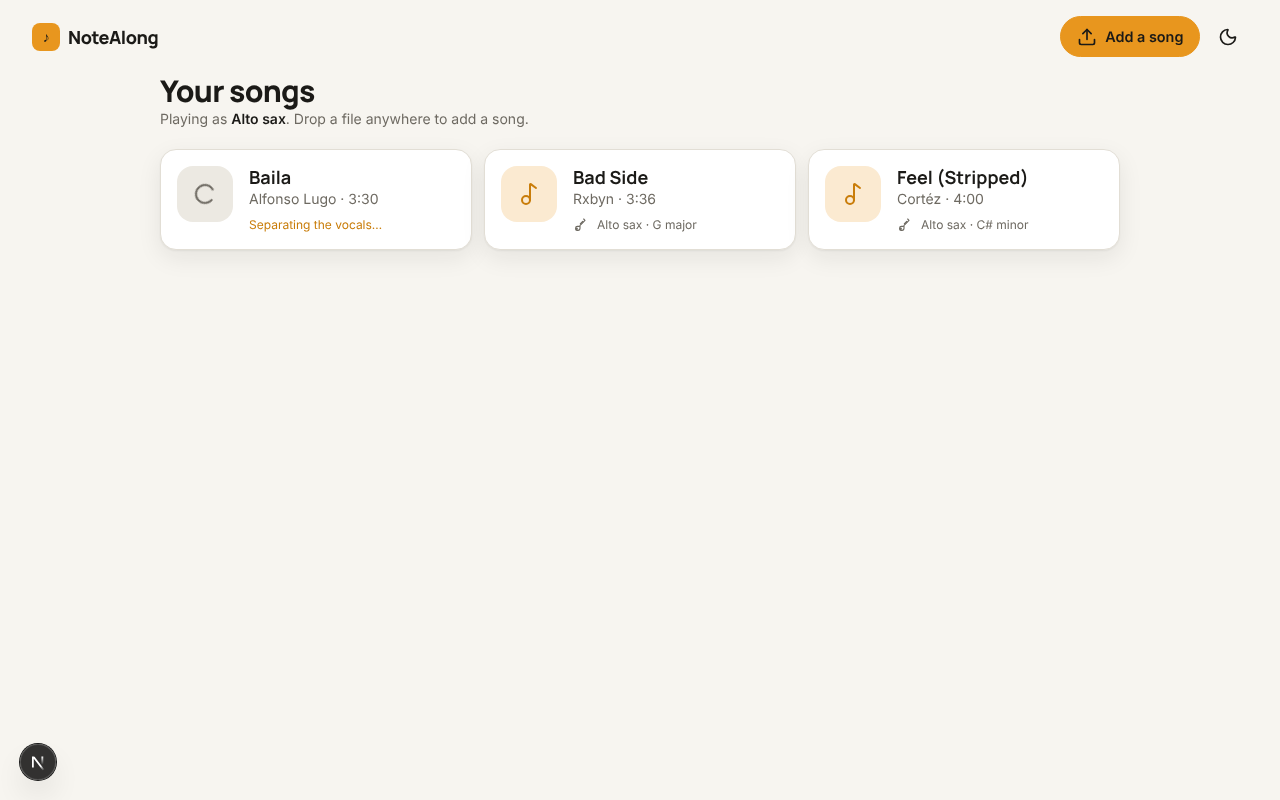 NoteAlong
Add a song
Your songs
Playing as Alto sax. Drop a file anywhere to add a song.
Baila
Alfonso Lugo · 3:30
Separating the vocals…
Bad Side
Rxbyn · 3:36
Alto sax · G major
Feel (Stripped)
Cortéz · 4:00
Alto sax · C# minor
N